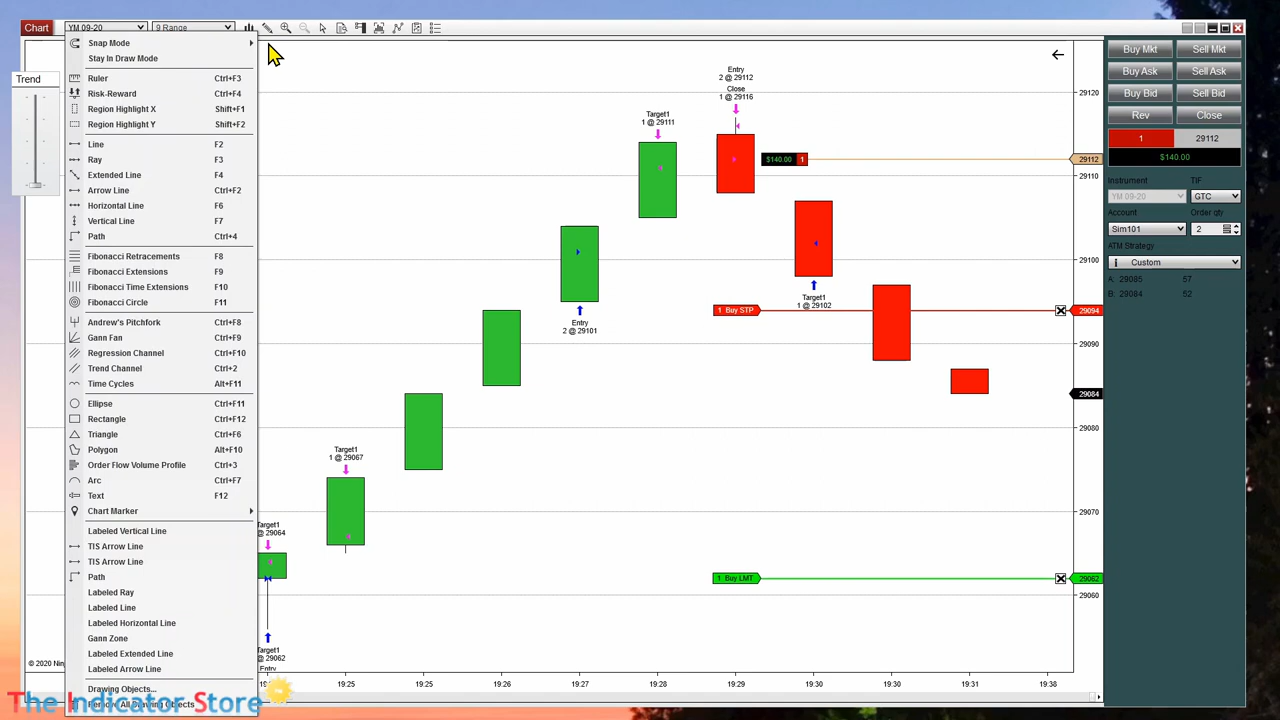 Chart
YM 09-20
9 Range
Trend
Snap Mode
Stay In Draw Mode
Ruler Ctrl+F3
Risk-Reward Ctrl+F4
Region Highlight X Shift+F1
Region Highlight Y Shift+F2
Line F2
Ray F3
Extended Line F4
Arrow Line Ctrl+F2
Horizontal Line F6
Vertical Line F7
Path Ctrl+4
Fibonacci Retracements F8
Fibonacci Extensions F9
Fibonacci Time Extensions F10
Fibonacci Circle F11
Andrew's Pitchfork Ctrl+F8
Gann Fan Ctrl+F9
Regression Channel Ctrl+F10
Trend Channel Ctrl+2
Time Cycles Alt+F11
Ellipse Ctrl+F11
Rectangle Ctrl+F12
Triangle Ctrl+F6
Polygon Alt+F10
Order Flow Volume Profile Ctrl+3
Arc Ctrl+F7
Text F12
Chart Marker
Labeled Vertical Line
TIS Arrow Line
TIS Arrow Line
Path
Labeled Ray
Labeled Line
Labeled Horizontal Line
Gann Zone
Labeled Extended Line
Labeled Arrow Line
Drawing Objects...
Remove All Drawing Objects
The Indicator Store
© 2020 Nin
Target1
@ 29064
@ 29062
Target1
Entry
Target1
1 @ 29067
Entry
2 @ 29101
Target1
1 @ 29111
Entry
2 @ 29112
Close
1 @ 29116
Target1
1 @ 29102
$140.00 1
1 Buy STP
1 Buy LMT
29120
29112
29110
29100
29094
29090
29084
29080
29070
29062
29060
19:25
19:25
19:26
19:27
19:28
19:29
19:30
19:30
19:31
19:38
Buy Mkt Sell Mkt
Buy Ask Sell Ask
Buy Bid Sell Bid
Rev Close
1 29112
$140.00
Instrument TIF
YM 09-20 GTC
Account Order qty
Sim101 2
ATM Strategy
Custom
A: 29085 57
B: 29084 52